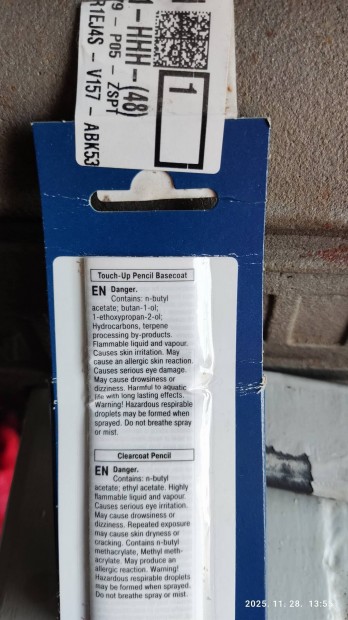 1-HHH-(48)
79 - P05 - ZSPT
RTEJ4S - V157 - ABK53
1
Touch-Up Pencil Basecoat
EN Danger.
Contains: n-butyl
acetate; butan-1-ol;
1-ethoxypropan-2-ol;
Hydrocarbons, terpene
processing by-products.
Flammable liquid and vapour.
Causes skin irritation. May
cause an allergic skin reaction.
Causes serious eye damage.
May cause drowsiness or
dizziness. Harmful to aquatic
life with long lasting effects.
Warning! Hazardous respirable
droplets may be formed when
sprayed. Do not breathe spray
or mist.
Clearcoat Pencil
EN Danger.
Contains: n-butyl
acetate; ethyl acetate. Highly
flammable liquid and vapour.
Causes serious eye irritation.
May cause drowsiness or
dizziness. Repeated exposure
may cause skin dryness or
cracking. Contains n-butyl
methacrylate, Methyl meth-
acrylate. May produce an
allergic reaction. Warning!
Hazardous respirable droplets
may be formed when sprayed.
Do not breathe spray or mist.
2025. 11. 28. 13:5